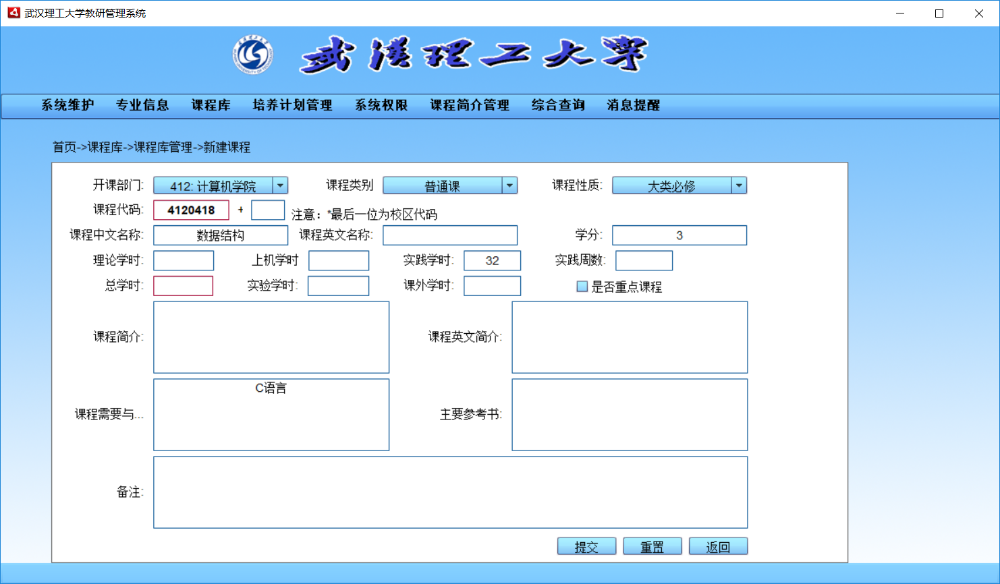 武汉理工大学教研管理系统
武汉理工大学
系统维护 专业信息 课程库 培养计划管理 系统权限 课程简介管理 综合查询 消息提醒
首页->课程库->课程库管理->新建课程
开课部门: 412: 计算机学院 课程类别 普通课 课程性质: 大类必修
课程代码: 4120418 + 注意：*最后一位为校区代码
课程中文名称: 数据结构 课程英文名称: 学分: 3
理论学时: 上机学时 实践学时: 32 实践周数:
总学时: 实验学时: 课外学时: 是否重点课程
课程简介: 课程英文简介:
C语言
课程需要与... 主要参考书:
备注:
提交 重置 返回